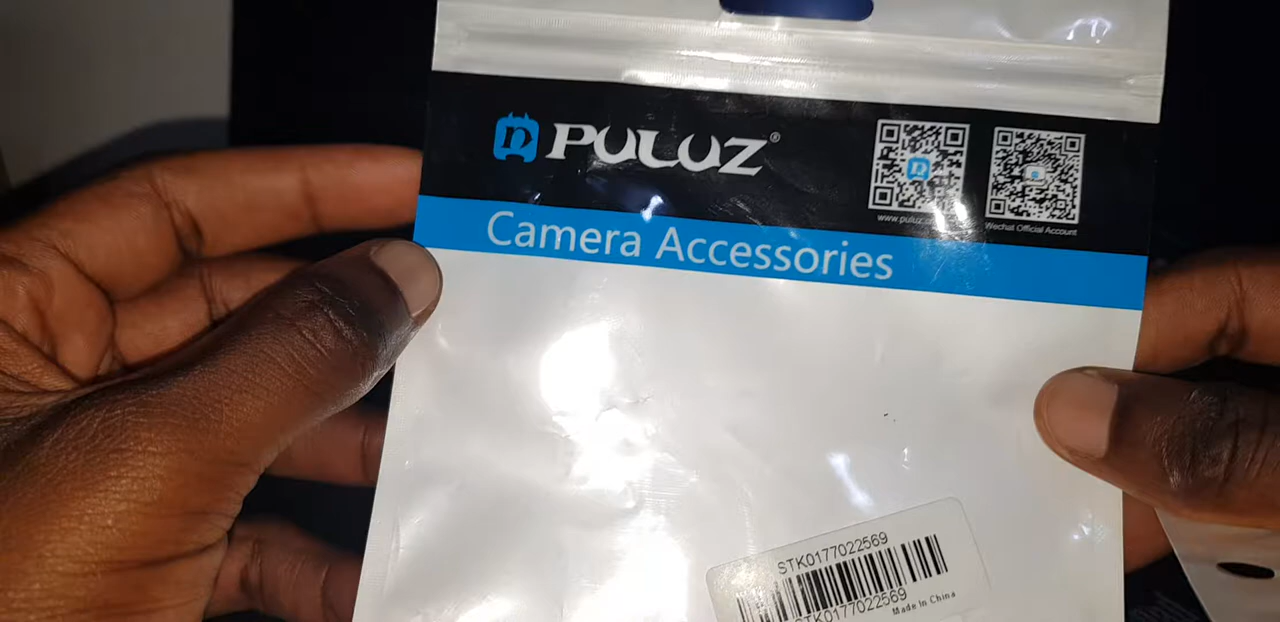 PULUZ®
www.puluz.
Wechat Official Account
Camera Accessories
STK0177022569
STK0177022569
Made In China